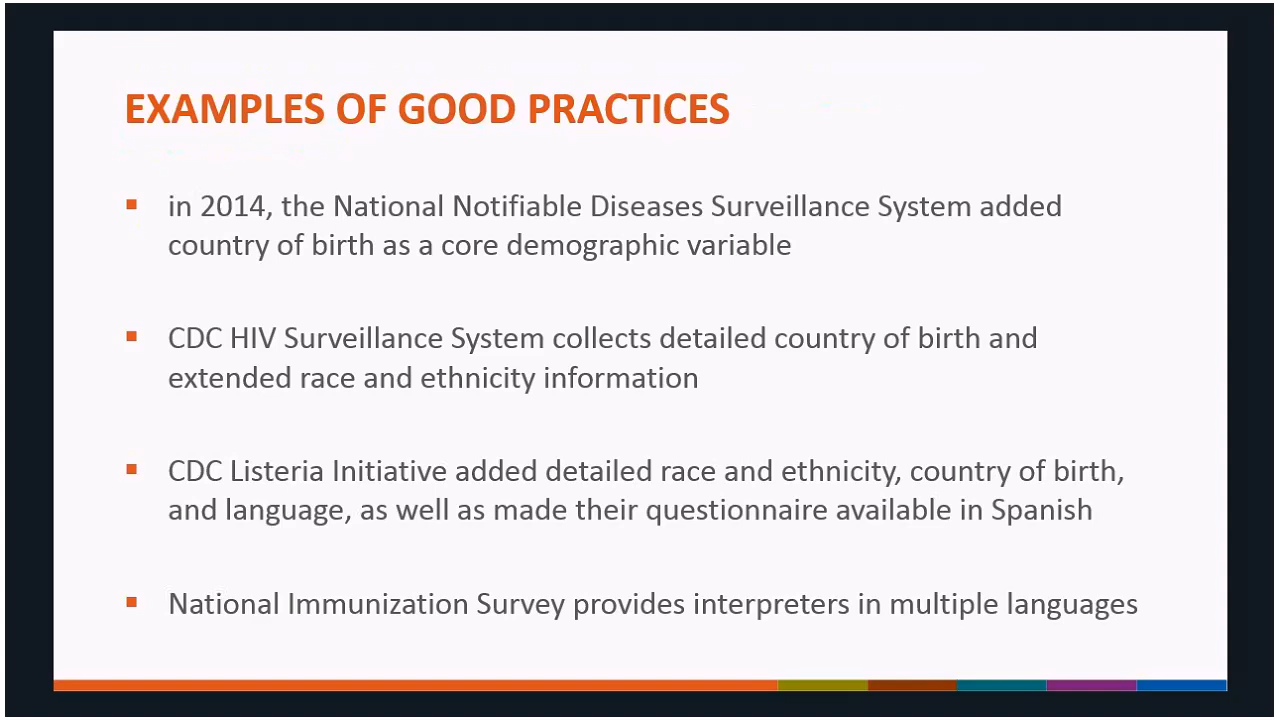 EXAMPLES OF GOOD PRACTICES
in 2014, the National Notifiable Diseases Surveillance System added
country of birth as a core demographic variable
CDC HIV Surveillance System collects detailed country of birth and
extended race and ethnicity information
CDC Listeria Initiative added detailed race and ethnicity, country of birth,
and language, as well as made their questionnaire available in Spanish
National Immunization Survey provides interpreters in multiple languages